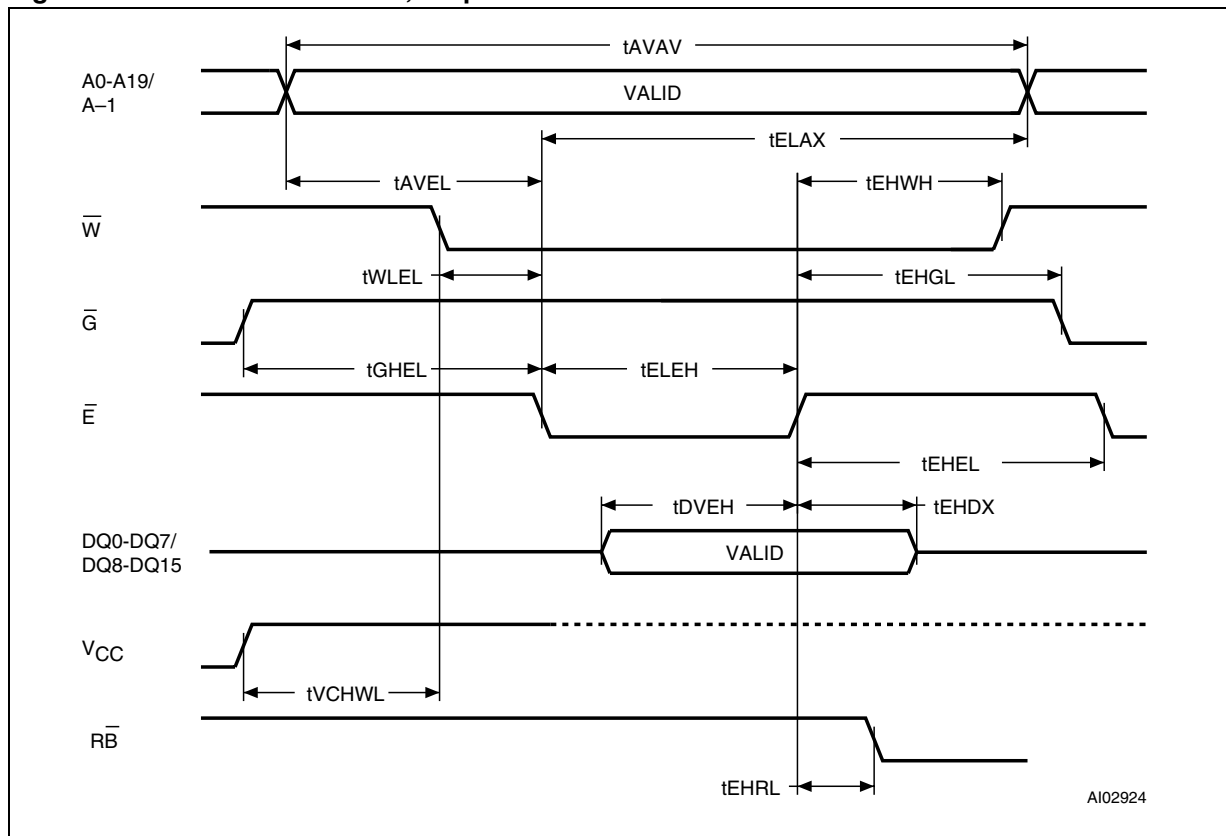 tAVAV
A0-A19/
A–1
VALID
tELAX
tAVEL
tEHWH
W̅
tWLEL
tEHGL
G̅
tGHEL
tELEH
E̅
tEHEL
tDVEH
tEHDX
DQ0-DQ7/
DQ8-DQ15
VALID
VCC
tVCHWL
RB̅
tEHRL
AI02924